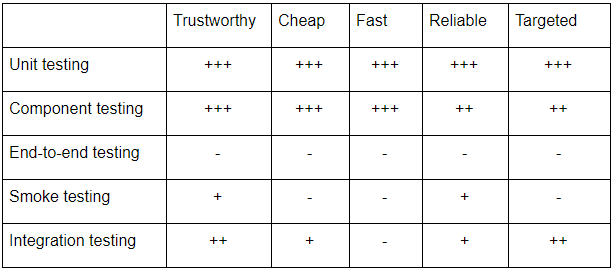 Trustworthy Cheap Fast Reliable Targeted
Unit testing +++ +++ +++ +++ +++
Component testing +++ +++ +++ ++ ++
End-to-end testing - - - - -
Smoke testing + - - + -
Integration testing ++ + - + ++